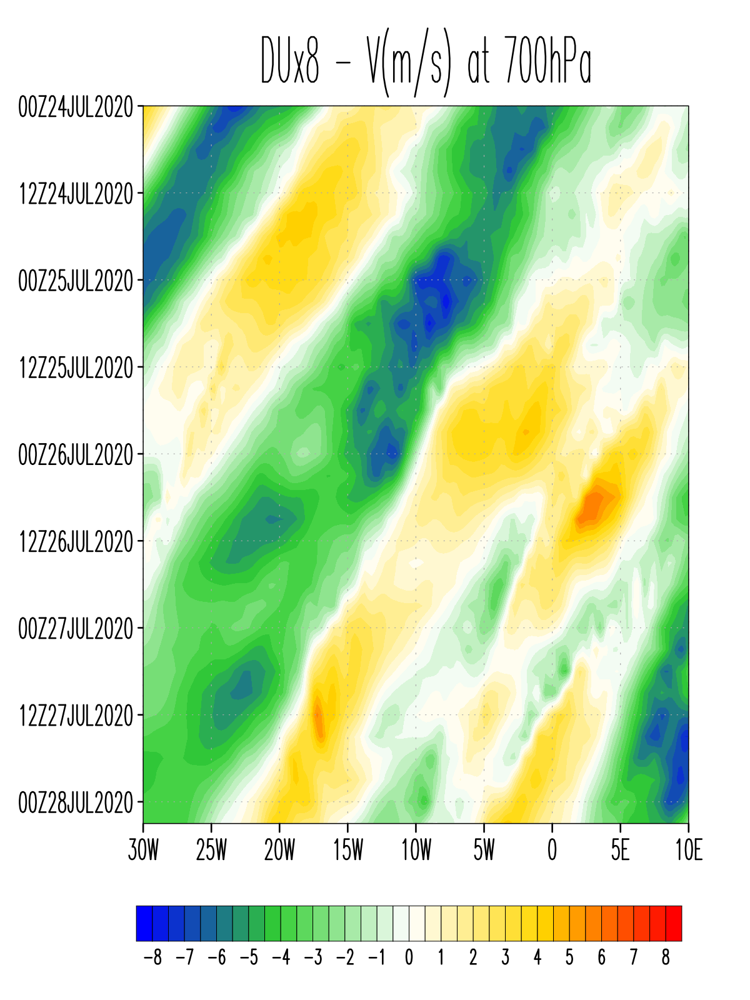 DUx8 - V(m/s) at 700hPa
00Z24JUL2020
12Z24JUL2020
00Z25JUL2020
12Z25JUL2020
00Z26JUL2020
12Z26JUL2020
00Z27JUL2020
12Z27JUL2020
00Z28JUL2020
30W 25W 20W 15W 10W 5W 0 5E 10E
-8 -7 -6 -5 -4 -3 -2 -1 0 1 2 3 4 5 6 7 8